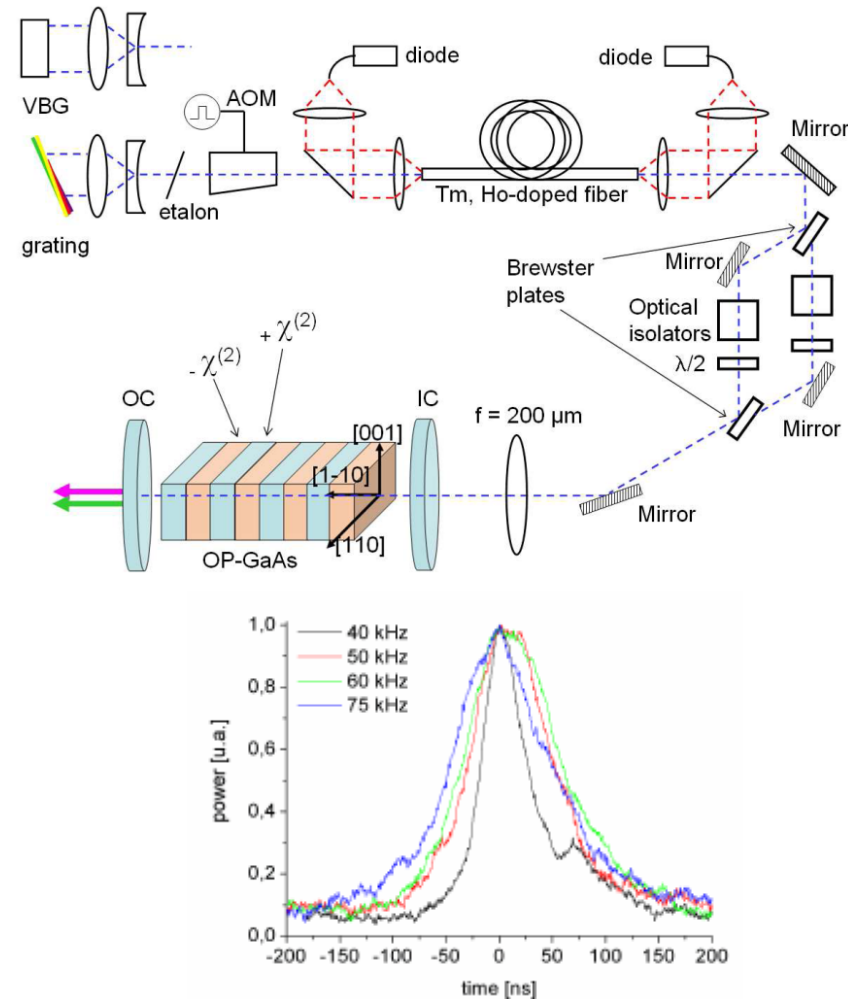 diode
diode
VBG
AOM
Mirror
etalon
Tm, Ho-doped fiber
grating
Brewster
plates
Mirror
Optical
isolators
λ/2
Mirror
- χ(2)
+ χ(2)
OC
IC
f = 200 µm
[001]
[1-10]
[110]
OP-GaAs
Mirror
40 kHz
50 kHz
60 kHz
75 kHz
1,0
0,8
0,6
0,4
0,2
0,0
power [u.a.]
-200 -150 -100 -50 0 50 100 150 200
time [ns]